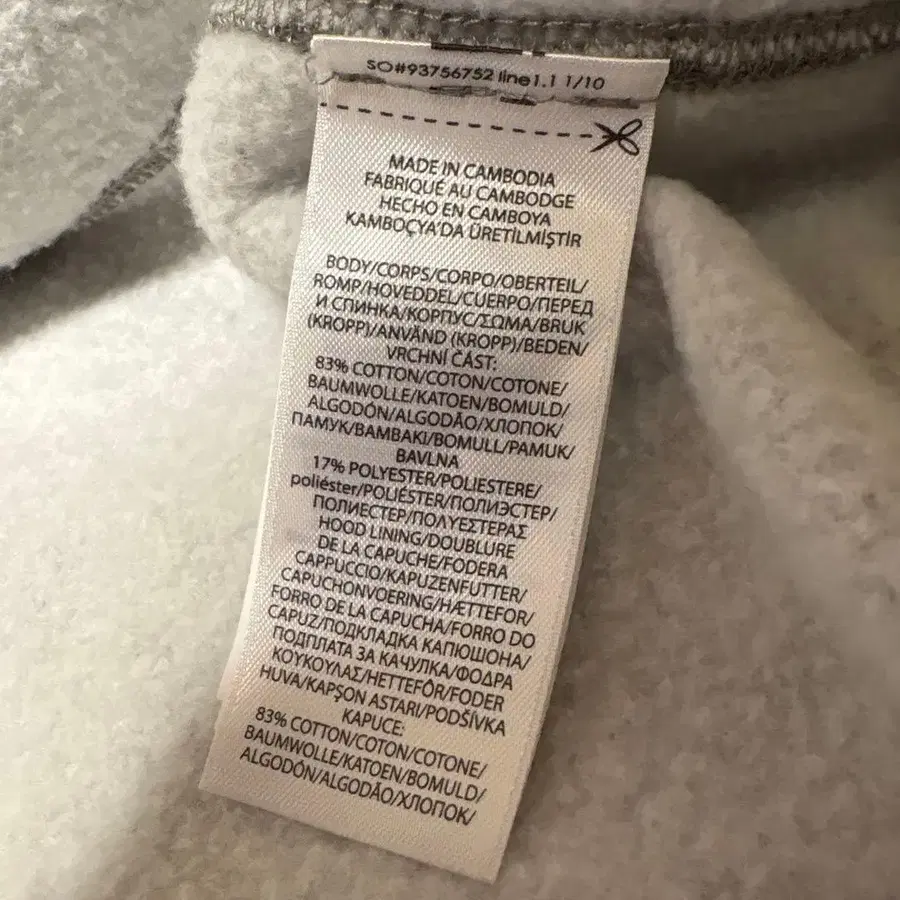 SO#93756752 line1.1 1/10
MADE IN CAMBODIA
FABRIQUÉ AU CAMBODGE
HECHO EN CAMBOYA
KAMBOÇYA'DA ÜRETİLMİŞTİR
BODY/CORPS/CORPO/OBERTEIL/
ROMP/HOVEDDEL/CUERPO/ПЕРЕД
И СПИНКА/КОРПУС/ΣΩΜΑ/BRUK
(KROPP)/ANVÄND (KROPP)/BEDEN/
VRCHNÍ ČÁST:
83% COTTON/COTON/COTONE/
BAUMWOLLE/KATOEN/BOMULD/
ALGODÓN/ALGODÃO/ХЛОПОК/
ПАМУК/ΒΑΜΒΑΚΙ/BOMULL/PAMUK/
BAVLNA
17% POLYESTER/POLIESTERE/
poliéster/POLIÉSTER/ПОЛИЭСТЕР/
ПОЛИЕСТЕР/ΠΟΛΥΕΣΤΕΡΑΣ
HOOD LINING/DOUBLURE
DE LA CAPUCHE/FODERA
CAPPUCCIO/KAPUZENFUTTER/
CAPUCHONVOERING/HÆTTEFOR/
FORRO DE LA CAPUCHA/FORRO DO
CAPUZ/ПОДКЛАДКА КАПЮШОНА/
ПОДПЛАТА ЗА КАЧУЛКА/ΦΟΔΡΑ
ΚΟΥΚΟΥΛΑΣ/HETTEFÔR/FODER
HUVA/KAPŞON ASTARI/PODŠÍVKA
KAPUCE:
83% COTTON/COTON/COTONE/
BAUMWOLLE/KATOEN/BOMULD/
ALGODÓN/ALGODÃO/ХЛОПОК/